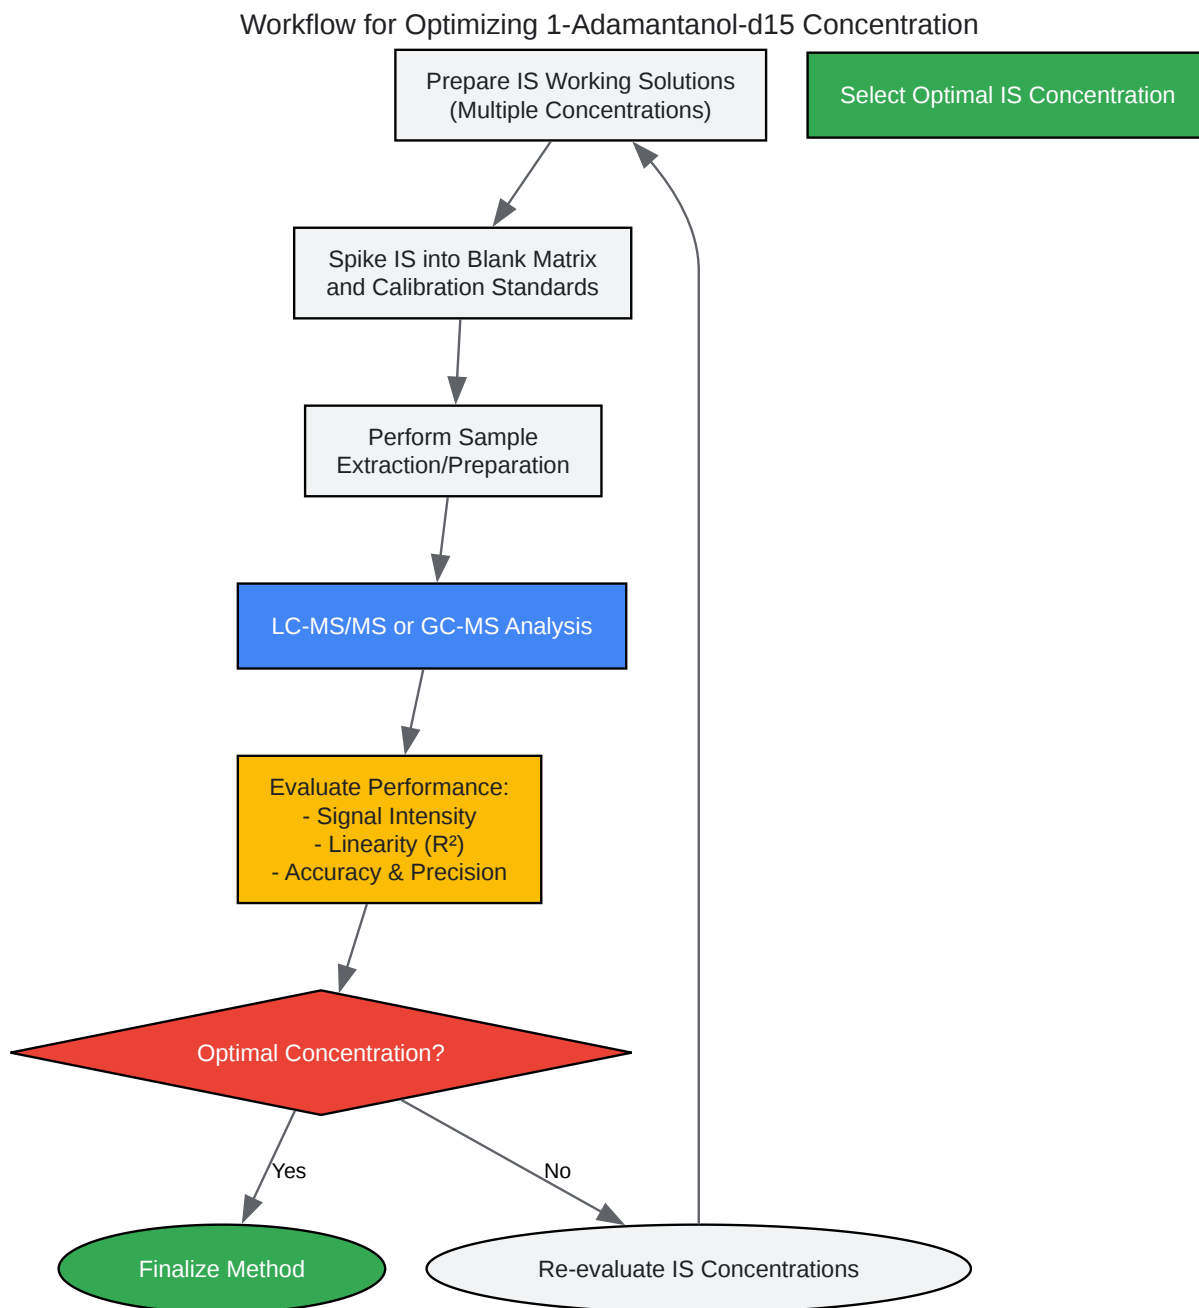 Workflow for Optimizing 1-Adamantanol-d15 Concentration
Prepare IS Working Solutions
(Multiple Concentrations)
Select Optimal IS Concentration
Spike IS into Blank Matrix
and Calibration Standards
Perform Sample
Extraction/Preparation
LC-MS/MS or GC-MS Analysis
Evaluate Performance:
- Signal Intensity
- Linearity (R²)
- Accuracy & Precision
Optimal Concentration?
Yes
No
Finalize Method
Re-evaluate IS Concentrations